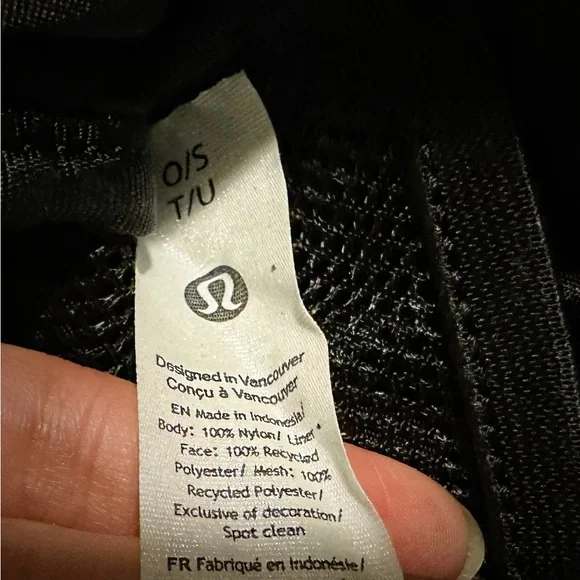 O/S
T/U
Designed in Vancouver
Conçu à Vancouver
EN Made in Indonesia/
Body: 100% Nylon/ Liner
Face: 100% Recycled
Polyester/ Mesh: 100%
Recycled Polyester/
Exclusive of decoration/
Spot clean
FR Fabriqué en Indonésie/